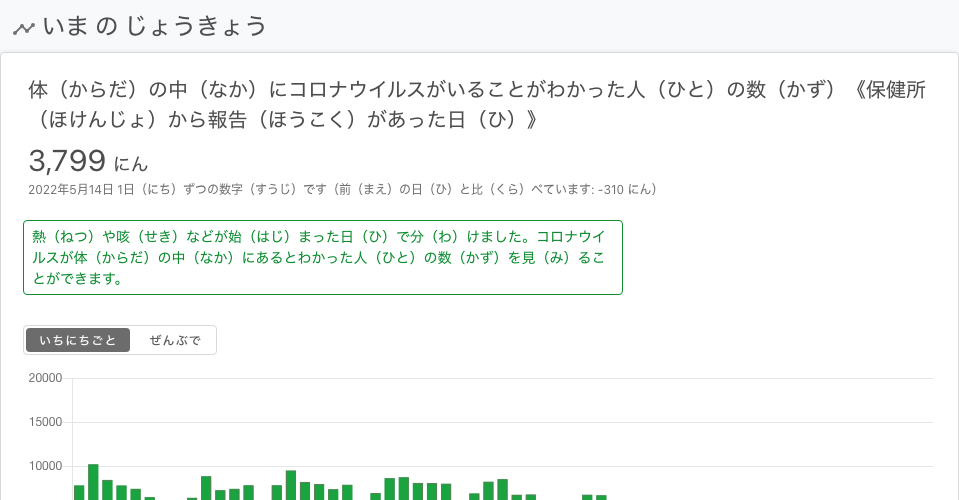 いま の じょうきょう
体（からだ）の中（なか）にコロナウイルスがいることがわかった人（ひと）の数（かず）《保健所
（ほけんじょ）から報告（ほうこく）があった日（ひ）》
3,799 にん
2022年5月14日 1日（にち）ずつの数字（すうじ）です（前（まえ）の日（ひ）と比（くら）べています: -310 にん）
熱（ねつ）や咳（せき）などが始（はじ）まった日（ひ）で分（わ）けました。コロナウイ
ルスが体（からだ）の中（なか）にあるとわかった人（ひと）の数（かず）を見（み）るこ
とができます。
いちにちごと ぜんぶで
20000
15000
10000